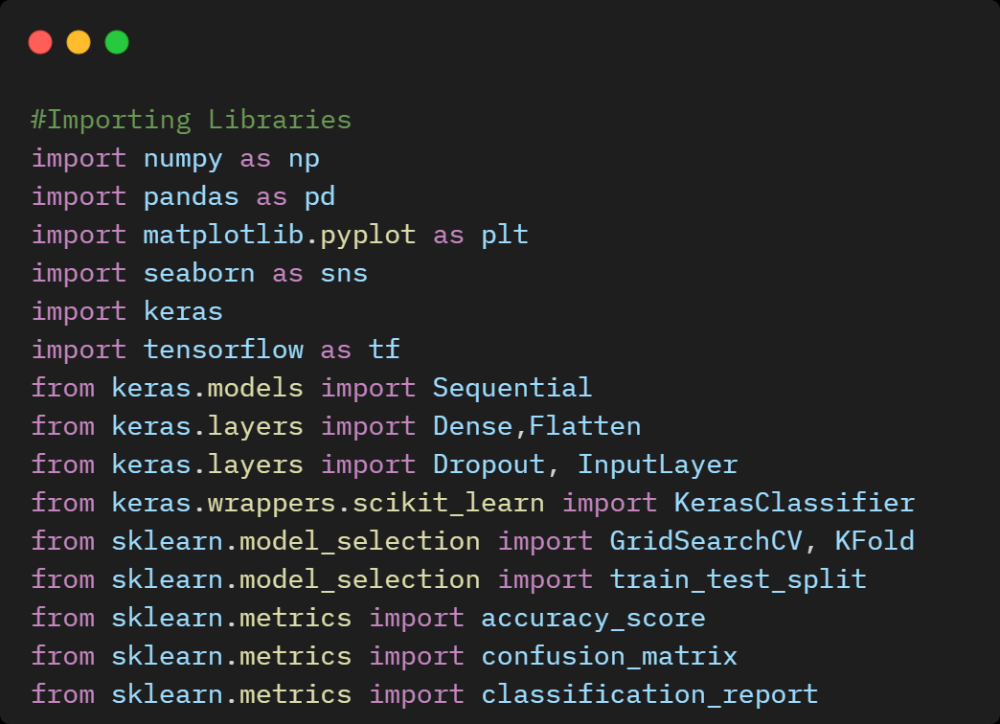 #Importing Libraries
import numpy as np
import pandas as pd
import matplotlib.pyplot as plt
import seaborn as sns
import keras
import tensorflow as tf
from keras.models import Sequential
from keras.layers import Dense,Flatten
from keras.layers import Dropout, InputLayer
from keras.wrappers.scikit_learn import KerasClassifier
from sklearn.model_selection import GridSearchCV, KFold
from sklearn.model_selection import train_test_split
from sklearn.metrics import accuracy_score
from sklearn.metrics import confusion_matrix
from sklearn.metrics import classification_report